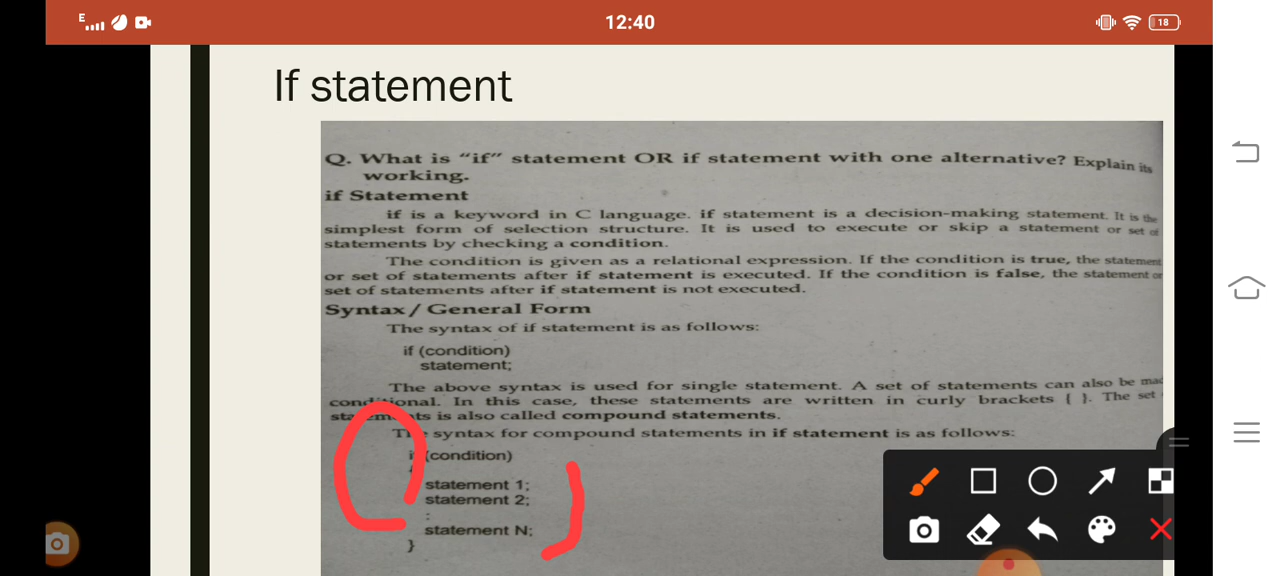 E
12:40
18
If statement
Q. What is "if" statement OR if statement with one alternative? Explain its
working.
if Statement
if is a keyword in C language. if statement is a decision-making statement. It is the
simplest form of selection structure. It is used to execute or skip a statement or set of
statements by checking a condition.
The condition is given as a relational expression. If the condition is true, the statement
or set of statements after if statement is executed. If the condition is false, the statement or
set of statements after if statement is not executed.
Syntax / General Form
The syntax of if statement is as follows:
if (condition)
statement;
The above syntax is used for single statement. A set of statements can also be
conditional. In this case, these statements are written in curly brackets { }. The set
statements is also called compound statements.
The syntax for compound statements in if statement is as follows:
if (condition)
statement 1;
statement 2;
:
statement N;
}